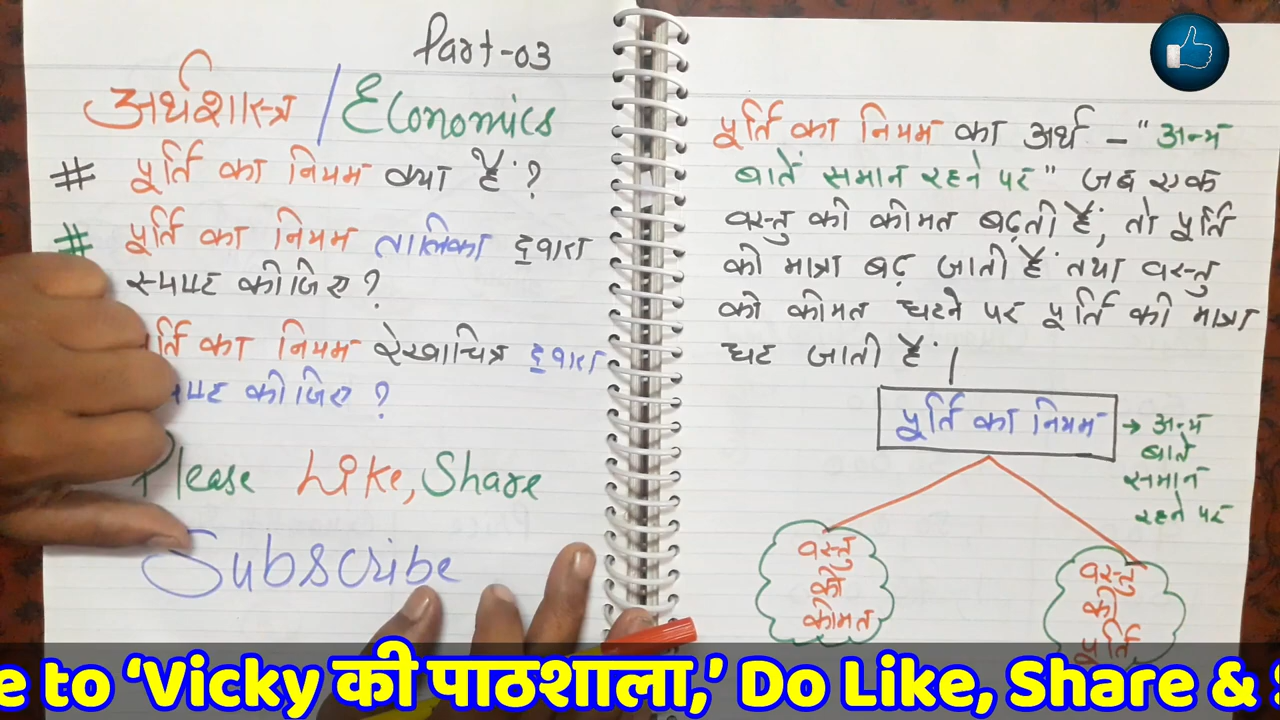 Part-03
अर्थशास्त्र / Economics
# पूर्ति का नियम क्या हैं ?
# पूर्ति का नियम तालिका द्वारा
स्पष्ट कीजिए ?
पूर्ति का नियम रेखाचित्र द्वारा
कीजिए ?
Please Like, Share
Subscribe
पूर्ति का नियम का अर्थ – "अन्य
बातें समान रहने पर" जब एक
वस्तु की कीमत बढ़ती हैं, तो पूर्ति
की मात्रा बढ़ जाती हैं तथा वस्तु
की कीमत घटने पर पूर्ति की मात्रा
घट जाती हैं।
पूर्ति का नियम → अन्य
बातें
समान
रहने पर
वस्तु
की
कीमत
वस्तु
की
पूर्ति
e to ‘Vicky की पाठशाला,’ Do Like, Share &